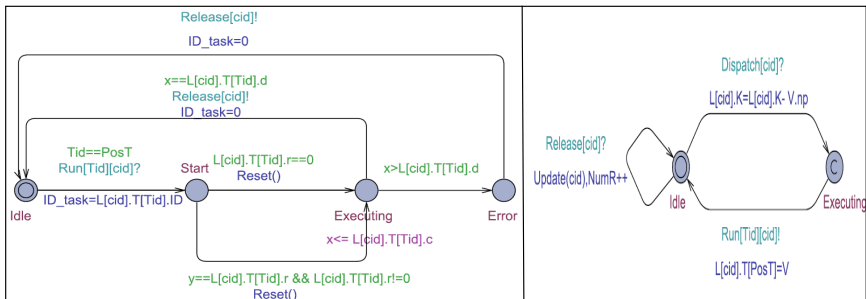 Release[cid]!
ID_task=0
x==L[cid].T[Tid].d
Release[cid]!
ID_task=0
Tid==PosT
Run[Tid][cid]?
Start
L[cid].T[Tid].r==0
Reset()
x>L[cid].T[Tid].d
ID_task=L[cid].T[Tid].ID
Idle
Executing
Error
x<= L[cid].T[Tid].c
y==L[cid].T[Tid].r && L[cid].T[Tid].r!=0
Reset()
Dispatch[cid]?
L[cid].K=L[cid].K- V.np
Release[cid]?
Update(cid),NumR++
C
Idle
Executing
Run[Tid][cid]!
L[cid].T[PosT]=V